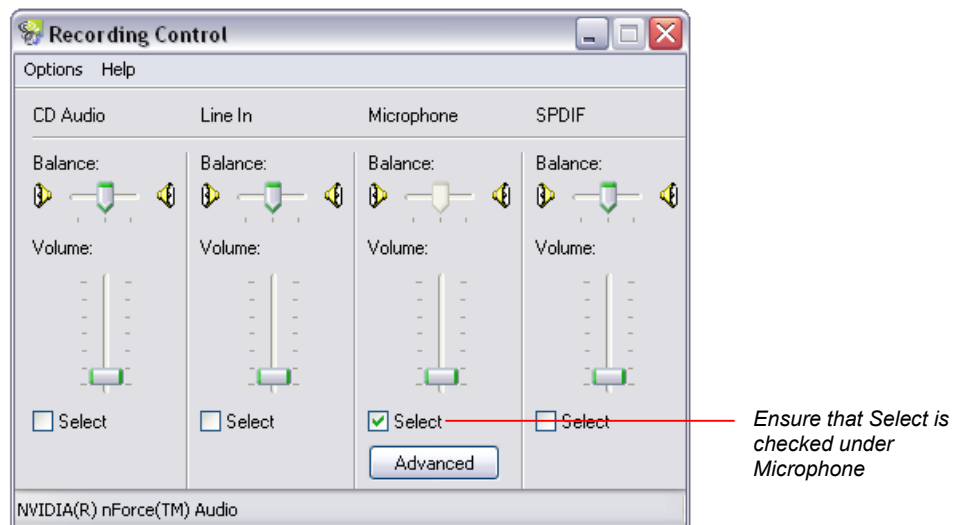 Recording Control
Options Help
CD Audio Line In Microphone SPDIF
Balance: Balance: Balance: Balance:
Volume: Volume: Volume: Volume:
Select Select Select Select
Advanced
NVIDIA(R) nForce(TM) Audio
Ensure that Select is
checked under
Microphone